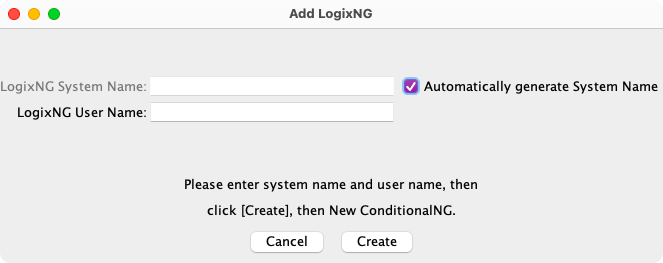 Add LogixNG
LogixNG System Name:
Automatically generate System Name
LogixNG User Name:
Please enter system name and user name, then
click [Create], then New ConditionalNG.
Cancel
Create